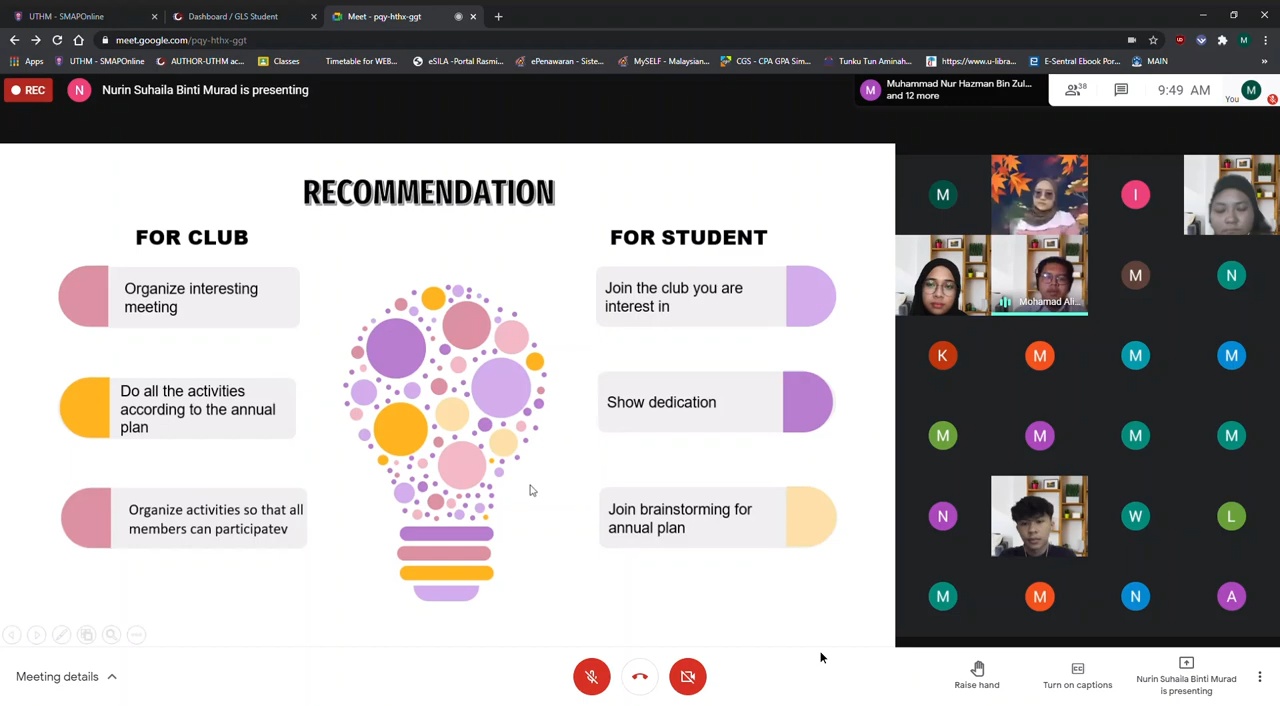 UTHM - SMAPOnline
Dashboard / GLS Student
Meet - pqy-hthx-ggt
meet.google.com/pqy-hthx-ggt
M
Apps
UTHM - SMAPOnline
AUTHOR-UTHM ac...
Classes
Timetable for WEB...
eSILA -Portal Rasmi...
ePenawaran - Siste...
MySELF - Malaysian...
CGS - CPA GPA Sim...
Tunku Tun Aminah...
https://www.u-libra...
E-Sentral Ebook Por...
MAIN
REC
N
Nurin Suhaila Binti Murad is presenting
M
Muhammad Nur Hazman Bin Zul...
and 12 more
38
9:49 AM
You
M
RECOMMENDATION
FOR CLUB
Organize interesting
meeting
Do all the activities
according to the annual
plan
Organize activities so that all
members can participatev
FOR STUDENT
Join the club you are
interest in
Show dedication
Join brainstorming for
annual plan
M
I
Mohamad Ali...
M
N
K
M
M
M
M
M
M
M
N
W
L
M
M
N
A
Meeting details
Raise hand
CC
Turn on captions
Nurin Suhaila Binti Murad
is presenting